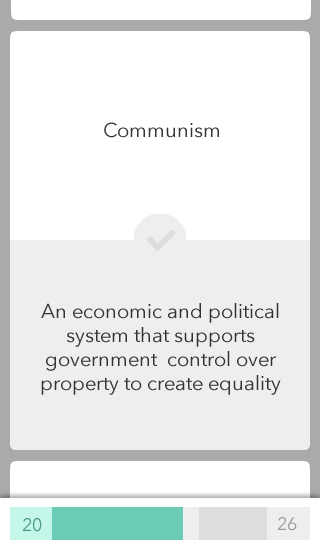 Communism
An economic and political
system that supports
government  control over
property to create equality
20
26